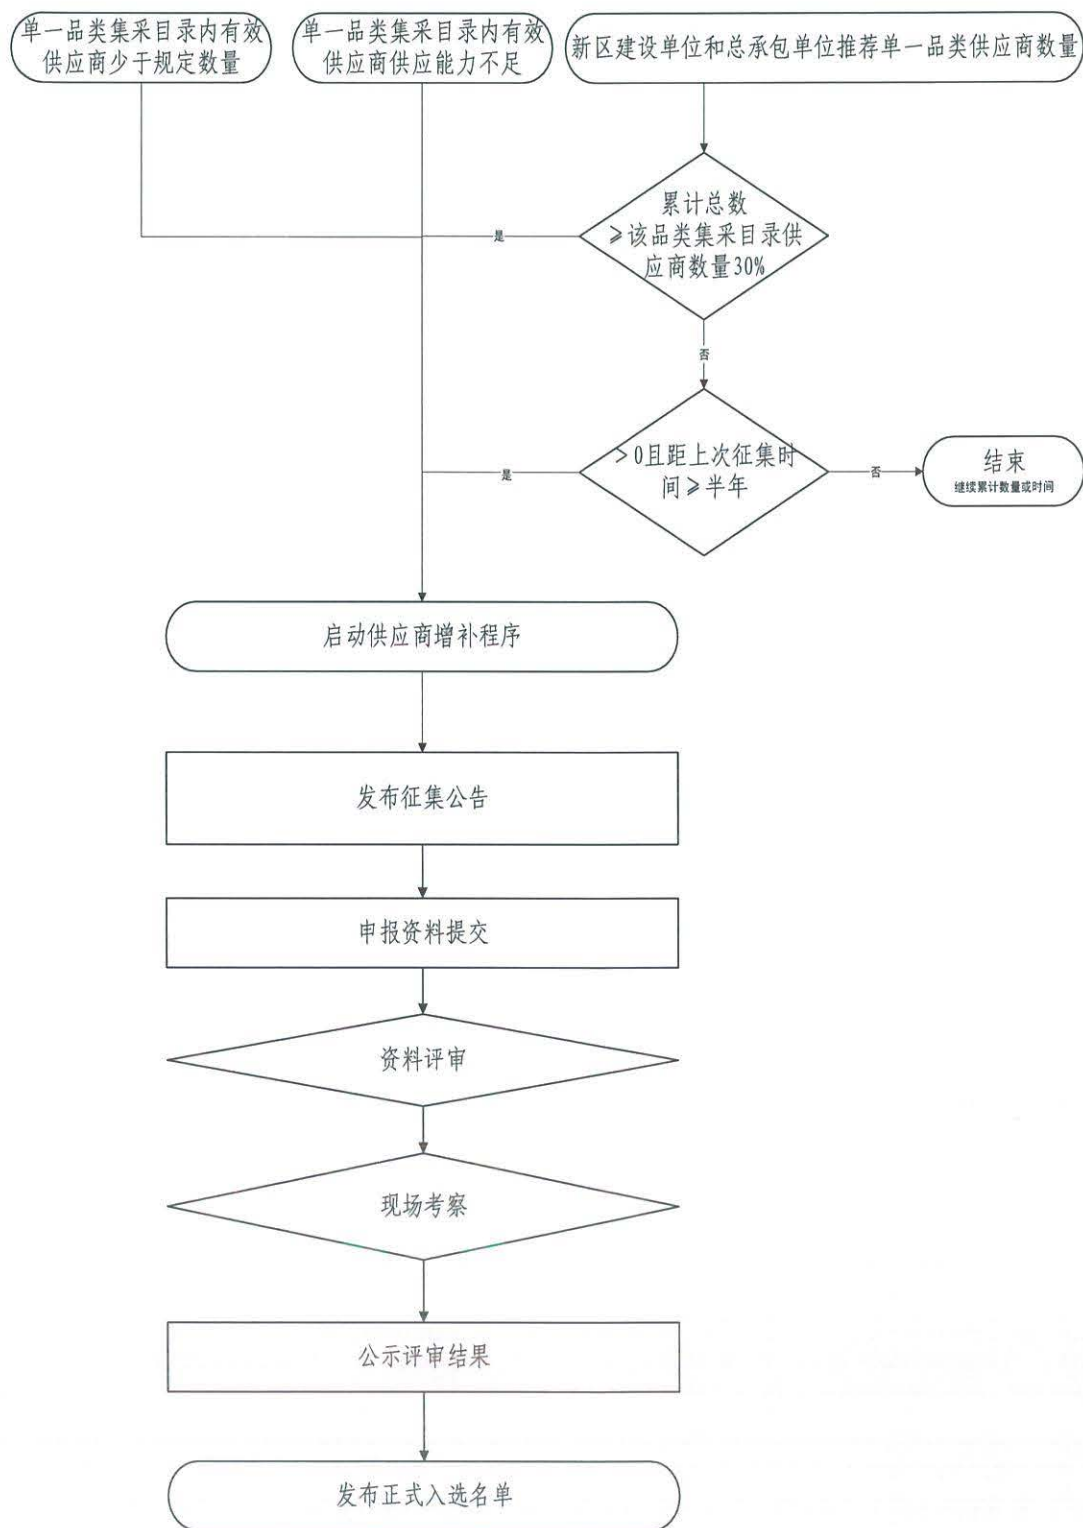 单一品类集采目录内有效
供应商少于规定数量
单一品类集采目录内有效
供应商供应能力不足
新区建设单位和总承包单位推荐单一品类供应商数量
累计总数
≥该品类集采目录供
应商数量30%
是
否
>0且距上次征集时
间≥半年
是
否
结束
继续累计数量或时间
启动供应商增补程序
发布征集公告
申报资料提交
资料评审
现场考察
公示评审结果
发布正式入选名单